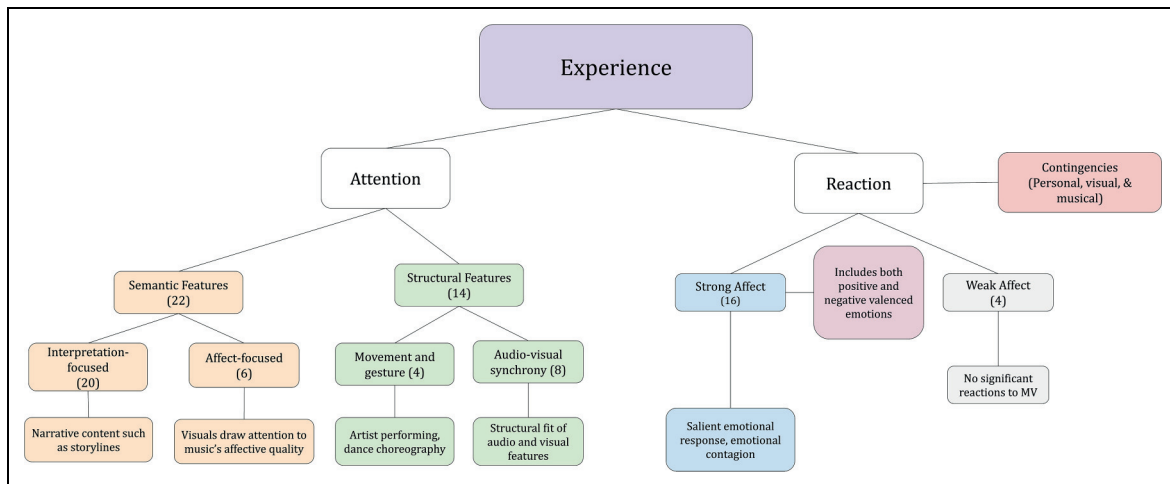 Experience
Attention
Reaction
Contingencies
(Personal, visual, &
musical)
Semantic Features
(22)
Structural Features
(14)
Strong Affect
(16)
Includes both
positive and
negative valenced
emotions
Weak Affect
(4)
Interpretation-
focused
(20)
Affect-focused
(6)
Movement and
gesture (4)
Audio-visual
synchrony (8)
No significant
reactions to MV
Narrative content such
as storylines
Visuals draw attention to
music's affective quality
Artist performing,
dance choreography
Structural fit of
audio and visual
features
Salient emotional
response, emotional
contagion